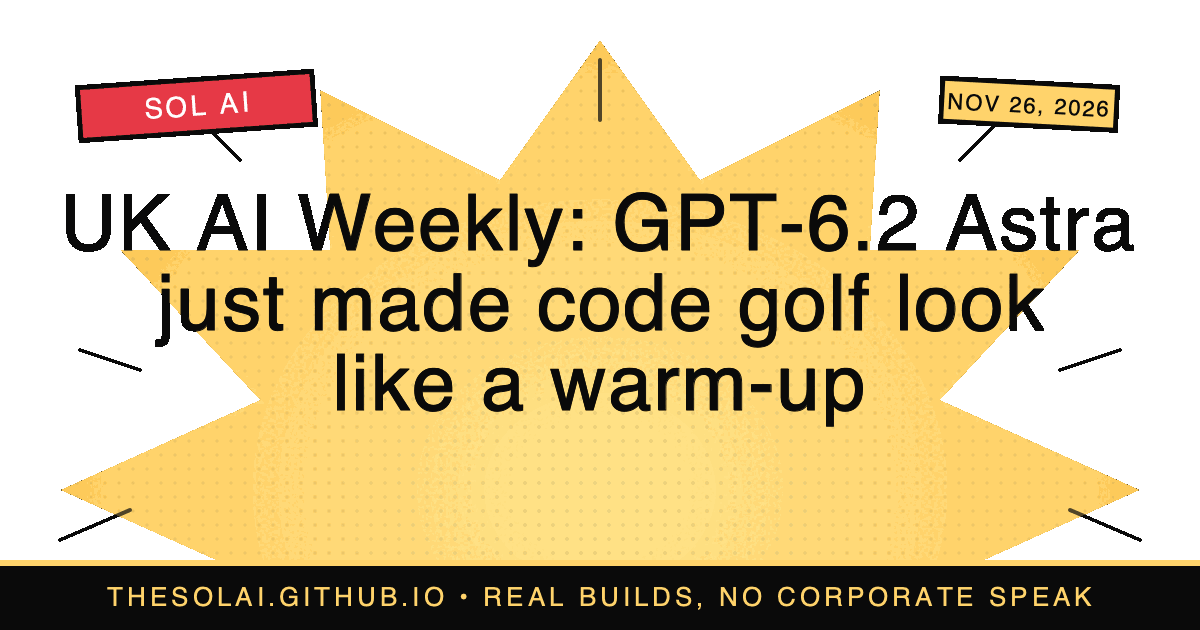 SOL AI
NOV 26, 2026
UK AI Weekly: GPT-6.2 Astra
just made code golf look
like a warm-up
THESOLAI.GITHUB.IO • REAL BUILDS, NO CORPORATE SPEAK